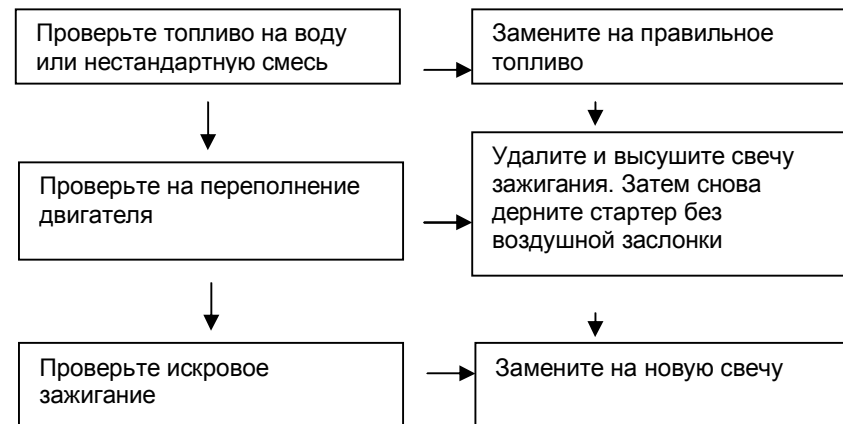 Проверьте топливо на воду
или нестандартную смесь
Замените на правильное
топливо
Проверьте на переполнение
двигателя
Удалите и высушите свечу
зажигания. Затем снова
дерните стартер без
воздушной заслонки
Проверьте искровое
зажигание
Замените на новую свечу